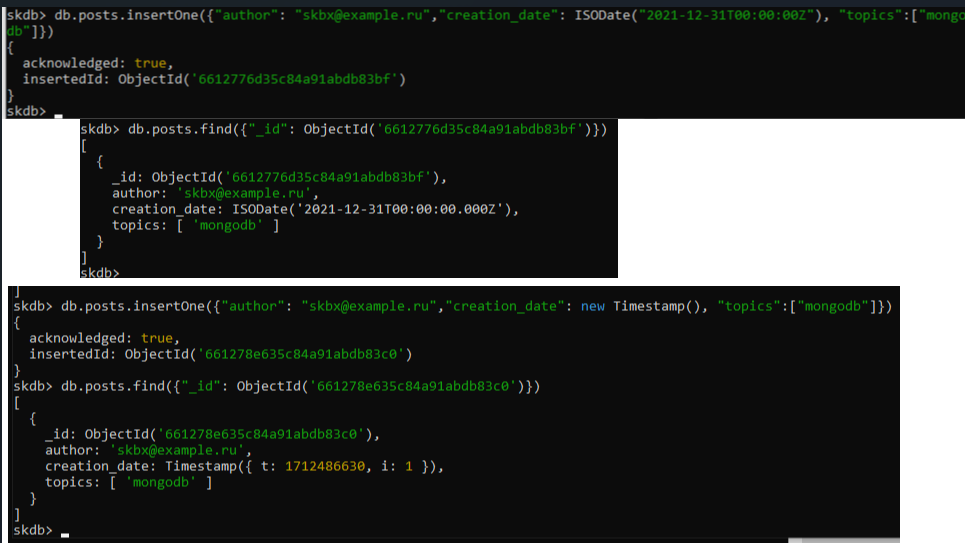 skdb> db.posts.insertOne({"author": "skbx@example.ru","creation_date": ISODate("2021-12-31T00:00:00Z"), "topics":["mongo
db"]})
{
  acknowledged: true,
  insertedId: ObjectId('6612776d35c84a91abdb83bf')
}
skdb>
skdb> db.posts.find({"_id": ObjectId('6612776d35c84a91abdb83bf')})
[
  {
    _id: ObjectId('6612776d35c84a91abdb83bf'),
    author: 'skbx@example.ru',
    creation_date: ISODate('2021-12-31T00:00:00.000Z'),
    topics: [ 'mongodb' ]
  }
]
skdb>
]
skdb> db.posts.insertOne({"author": "skbx@example.ru","creation_date": new Timestamp(), "topics":["mongodb"]})
{
  acknowledged: true,
  insertedId: ObjectId('661278e635c84a91abdb83c0')
}
skdb> db.posts.find({"_id": ObjectId('661278e635c84a91abdb83c0')})
[
  {
    _id: ObjectId('661278e635c84a91abdb83c0'),
    author: 'skbx@example.ru',
    creation_date: Timestamp({ t: 1712486630, i: 1 }),
    topics: [ 'mongodb' ]
  }
]
skdb>